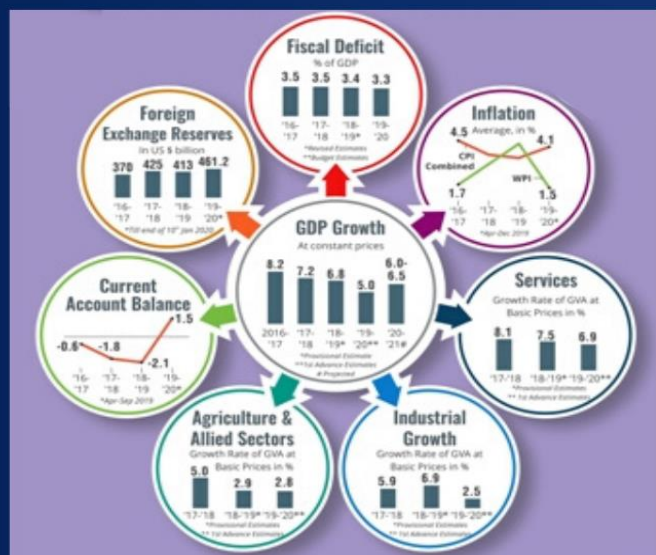 Fiscal Deficit
% of GDP
3.5 3.5 3.4 3.3
'16-'17 '17-18 '18-19* '19-20
*Revised Estimates
**Budget Estimates
Foreign
Exchange Reserves
In US $ billion
370 425 413 461.2
'16-17 '17-18 '18-19 '19-20*
*Till end of 10th Jan 2020
Inflation
Average, in %
4.5 4.1
CPI
Combined
WPI
1.7 1.5
'16-17 '17-18 '18-19 '19-20*
*Apr-Dec 2019
GDP Growth
At constant prices
8.2 7.2 6.8 5.0 6.0-6.5
2016-17 '17-18 '18-19* '19-20** '20-21#
*Provisional Estimate
**1st Advance Estimates
# Projected
Current
Account Balance
1.5
-0.6 -1.8 -2.1
'16-17 '17-18 '18-19 '19-20*
*Apr-Sep 2019
Services
Growth Rate of GVA at
Basic Prices in %
8.1 7.5 6.9
'17-'18 '18-'19* '19-'20**
*Provisional Estimates
** 1st Advance Estimates
Agriculture &
Allied Sectors
Growth Rate of GVA at
Basic Prices in %
5.0 2.9 2.8
'17-'18 '18-'19* '19-'20**
*Provisional Estimates
** 1st Advance Estimates
Industrial
Growth
Growth Rate of GVA at
Basic Prices in %
5.9 6.9 2.5
'17-'18 '18-'19* '19-'20**
*Provisional Estimates
** 1st Advance Estimates